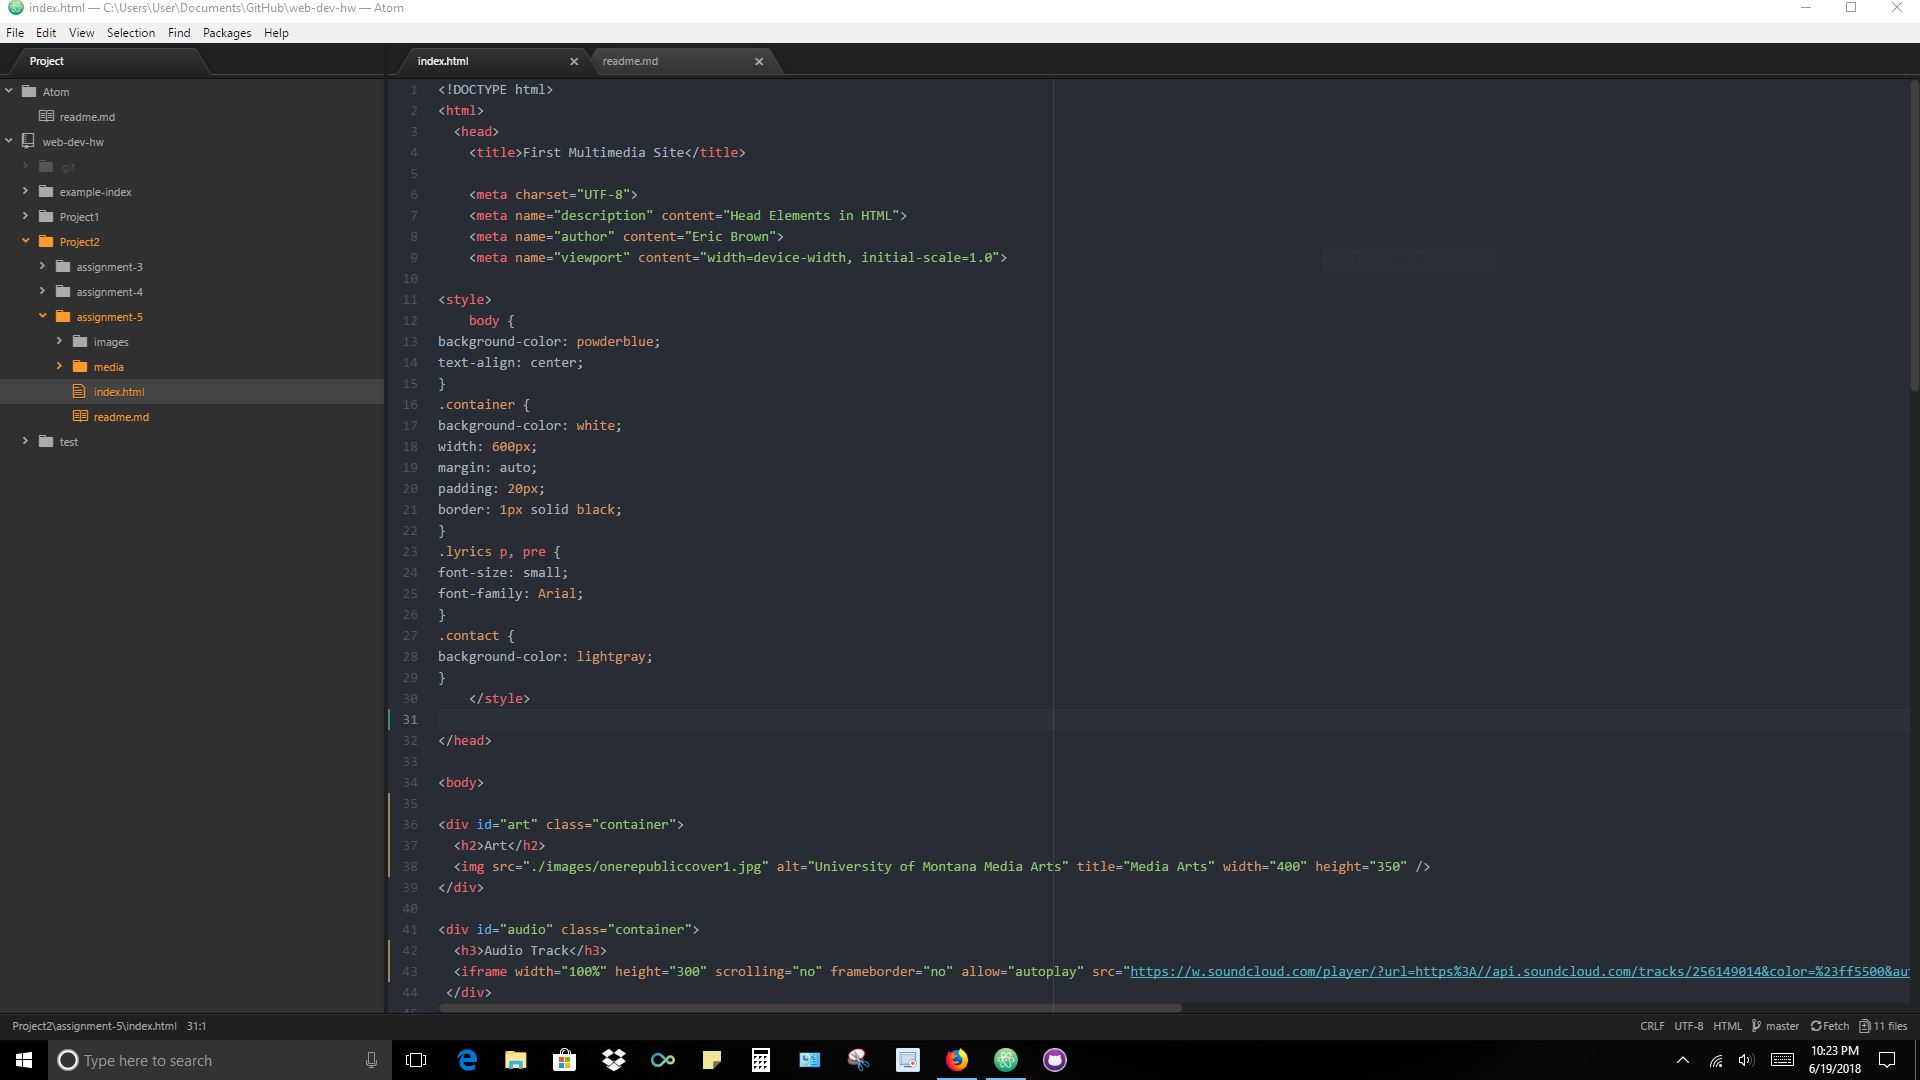 index.html — C:\Users\User\Documents\GitHub\web-dev-hw — Atom
File Edit View Selection Find Packages Help
Project
index.html
readme.md
Atom
readme.md
web-dev-hw
.git
example-index
Project1
Project2
assignment-3
assignment-4
assignment-5
images
media
index.html
readme.md
test
1 <!DOCTYPE html>
2 <html>
3 <head>
4 <title>First Multimedia Site</title>
5
6 <meta charset="UTF-8">
7 <meta name="description" content="Head Elements in HTML">
8 <meta name="author" content="Eric Brown">
9 <meta name="viewport" content="width=device-width, initial-scale=1.0">
10
11 <style>
12 body {
13 background-color: powderblue;
14 text-align: center;
15 }
16 .container {
17 background-color: white;
18 width: 600px;
19 margin: auto;
20 padding: 20px;
21 border: 1px solid black;
22 }
23 .lyrics p, pre {
24 font-size: small;
25 font-family: Arial;
26 }
27 .contact {
28 background-color: lightgray;
29 }
30 </style>
31
32 </head>
33
34 <body>
35
36 <div id="art" class="container">
37 <h2>Art</h2>
38 <img src="./images/onerepubliccover1.jpg" alt="University of Montana Media Arts" title="Media Arts" width="400" height="350" />
39 </div>
40
41 <div id="audio" class="container">
42 <h3>Audio Track</h3>
43 <iframe width="100%" height="300" scrolling="no" frameborder="no" allow="autoplay" src="https://w.soundcloud.com/player/?url=https%3A//api.soundcloud.com/tracks/256149014&color=%23ff5500&au
44 </div>
Full-screen Snip
Project2\assignment-5\index.html 31:1
CRLF UTF-8 HTML master Fetch 11 files
Type here to search
10:23 PM
6/19/2018